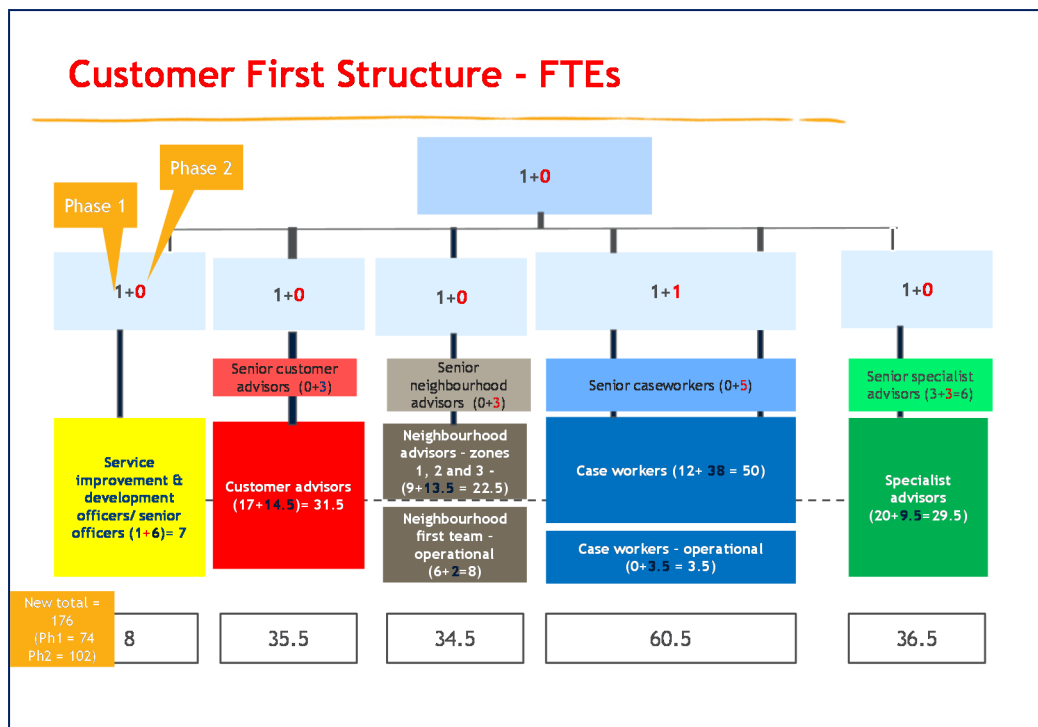 Customer First Structure - FTEs
Phase 2
Phase 1
1+0
1+0
1+0
1+0
1+1
1+0
Senior customer
advisors (0+3)
Senior
neighbourhood
advisors (0+3)
Senior caseworkers (0+5)
Senior specialist
advisors (3+3=6)
Service
improvement &
development
officers/ senior
officers (1+6)= 7
Customer advisors
(17+14.5)= 31.5
Neighbourhood
advisors - zones
1, 2 and 3 -
(9+13.5 = 22.5)
Neighbourhood
first team -
operational
(6+2=8)
Case workers (12+ 38 = 50)
Case workers - operational
(0+3.5 = 3.5)
Specialist
advisors
(20+9.5=29.5)
New total =
176
(Ph1 = 74
Ph2 = 102)
8
35.5
34.5
60.5
36.5